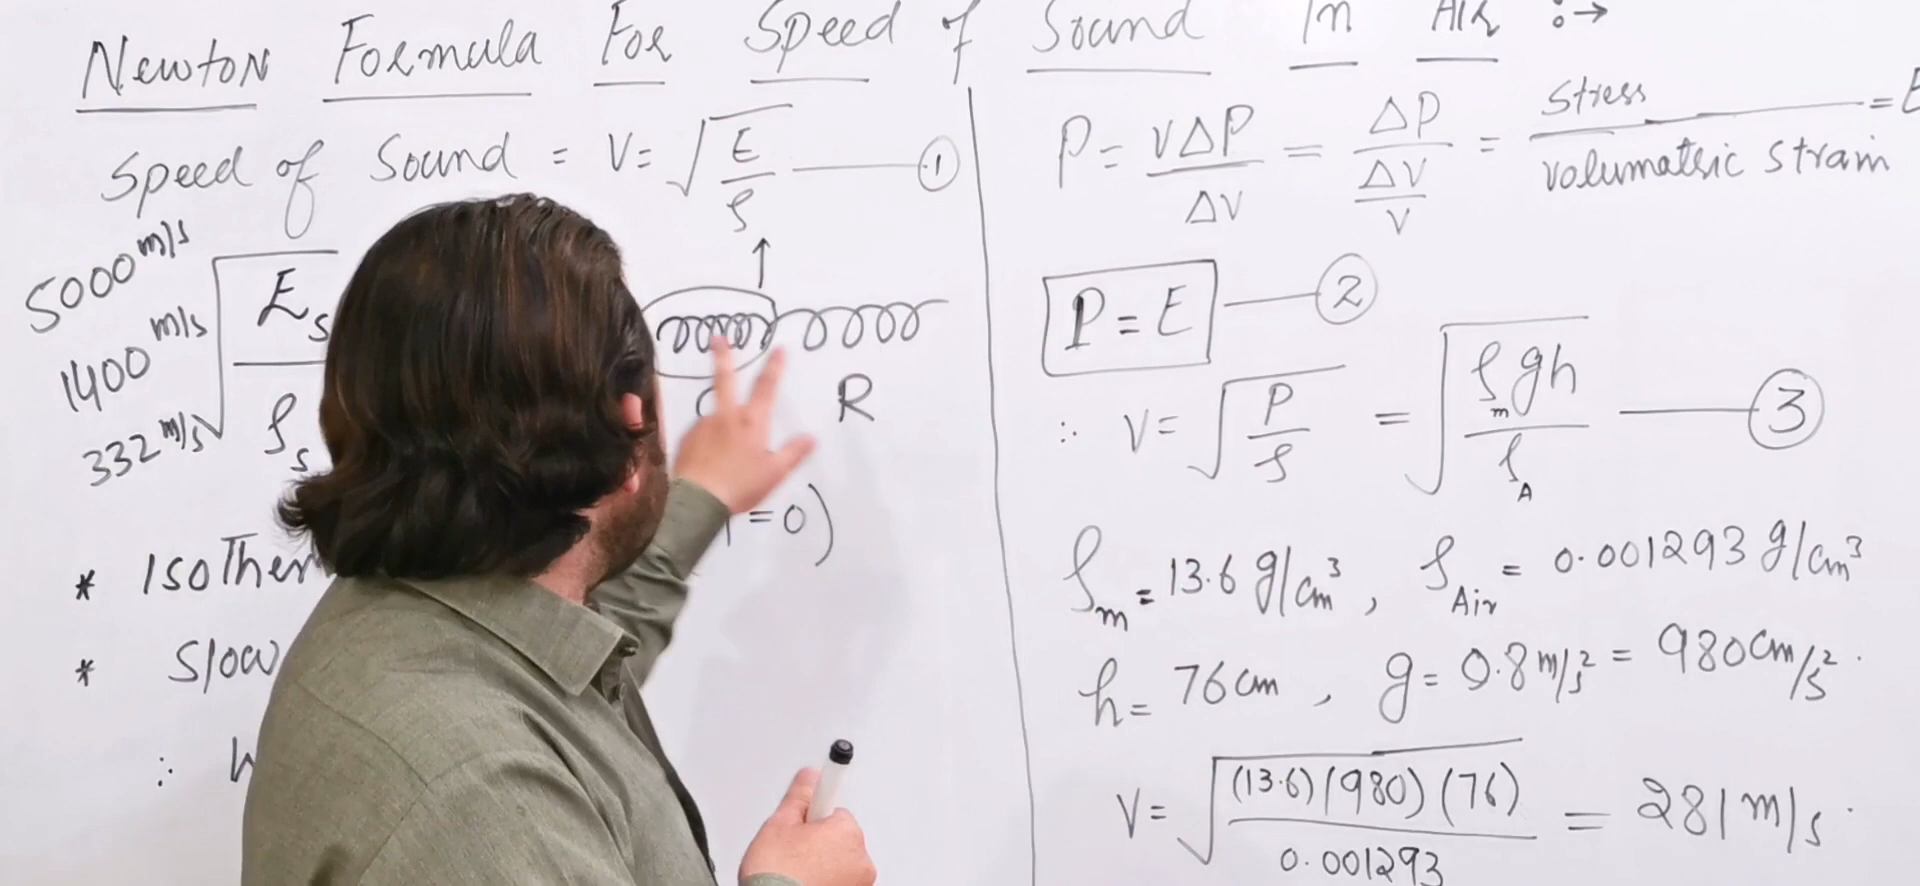 Newton Formula For Speed of Sound In Air :→
Speed of Sound = V = √(E/ρ) — 1
5000 m/s
1400 m/s
332 m/s
√(E_s/ρ_s
R
= 0)
* Isother
* Slow
∴
P = VΔP/ΔV = ΔP/(ΔV/V) = Stress/volumatric strain = E
P = E — 2
∴ V = √(P/ρ) = √(ρ_m gh/ρ_A) — 3
ρ_m = 13.6 g/cm³, ρ_Air = 0.001293 g/cm³
h = 76 cm, g = 9.8 m/s² = 980 cm/s².
V = √((13.6)(980)(76)/0.001293) = 281 m/s.